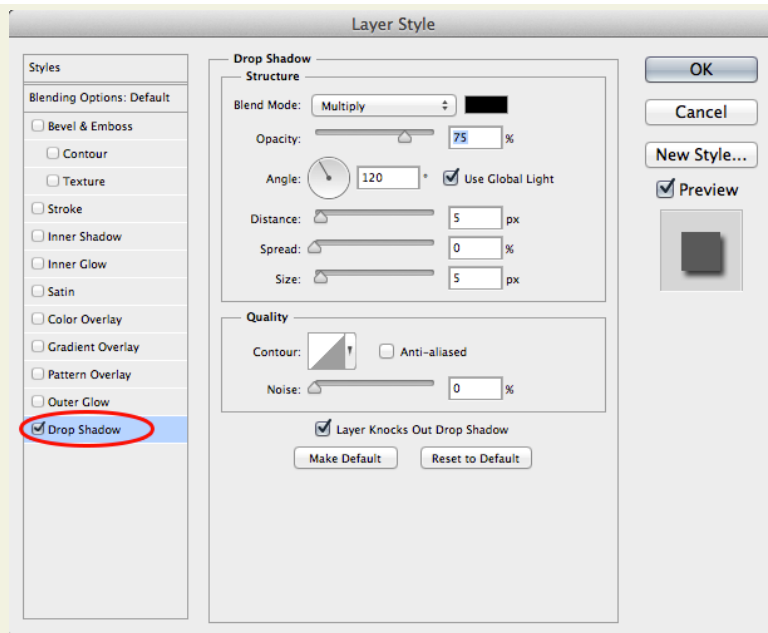 Layer Style
Styles
Blending Options: Default
Bevel & Emboss
Contour
Texture
Stroke
Inner Shadow
Inner Glow
Satin
Color Overlay
Gradient Overlay
Pattern Overlay
Outer Glow
Drop Shadow
Drop Shadow
Structure
Blend Mode: Multiply
Opacity: 75 %
Angle: 120 ° Use Global Light
Distance: 5 px
Spread: 0 %
Size: 5 px
Quality
Contour: Anti-aliased
Noise: 0 %
Layer Knocks Out Drop Shadow
Make Default Reset to Default
OK
Cancel
New Style...
Preview